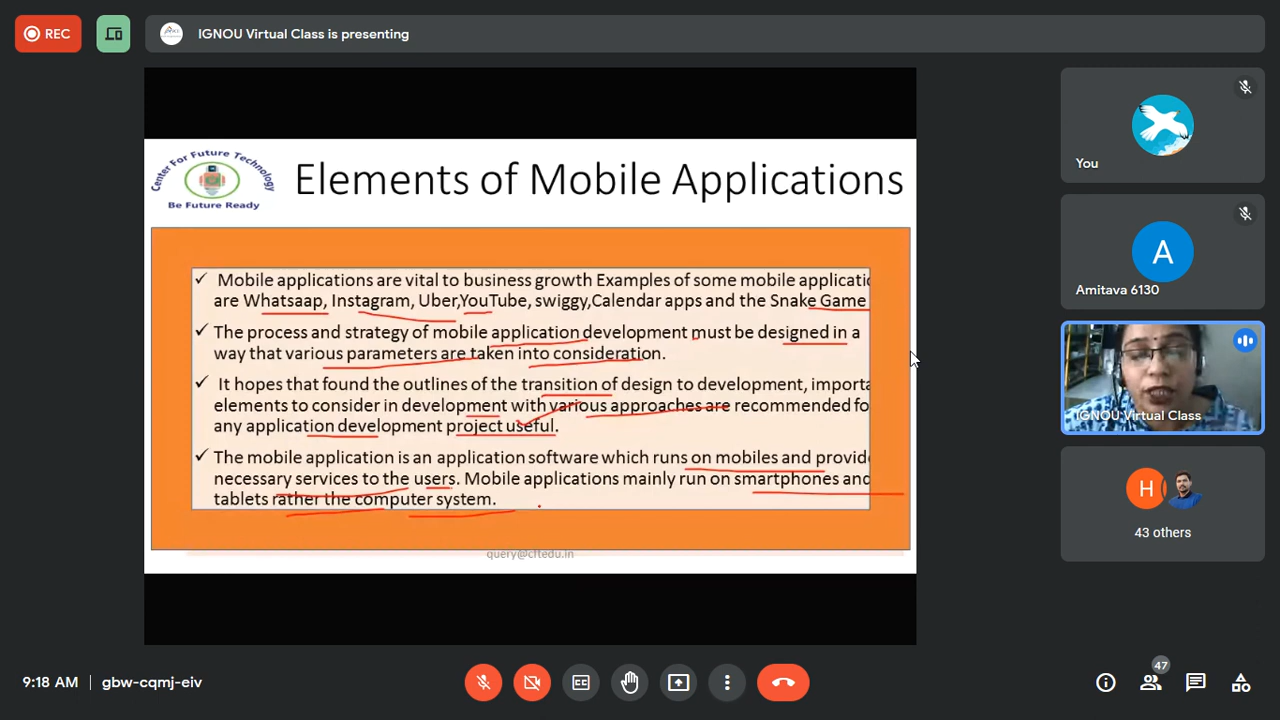 REC
IGNOU Virtual Class is presenting
Center For Future Technology
Be Future Ready
Elements of Mobile Applications
✓ Mobile applications are vital to business growth Examples of some mobile applicatio
are Whatsaap, Instagram, Uber,YouTube, swiggy,Calendar apps and the Snake Game
✓ The process and strategy of mobile application development must be designed in a
way that various parameters are taken into consideration.
✓ It hopes that found the outlines of the transition of design to development, importa
elements to consider in development with various approaches are recommended fo
any application development project useful.
✓ The mobile application is an application software which runs on mobiles and provide
necessary services to the users. Mobile applications mainly run on smartphones and
tablets rather the computer system.
query@cftedu.in
You
A
Amitava 6130
IGNOU Virtual Class
H
43 others
9:18 AM | gbw-cqmj-eiv
CC
47